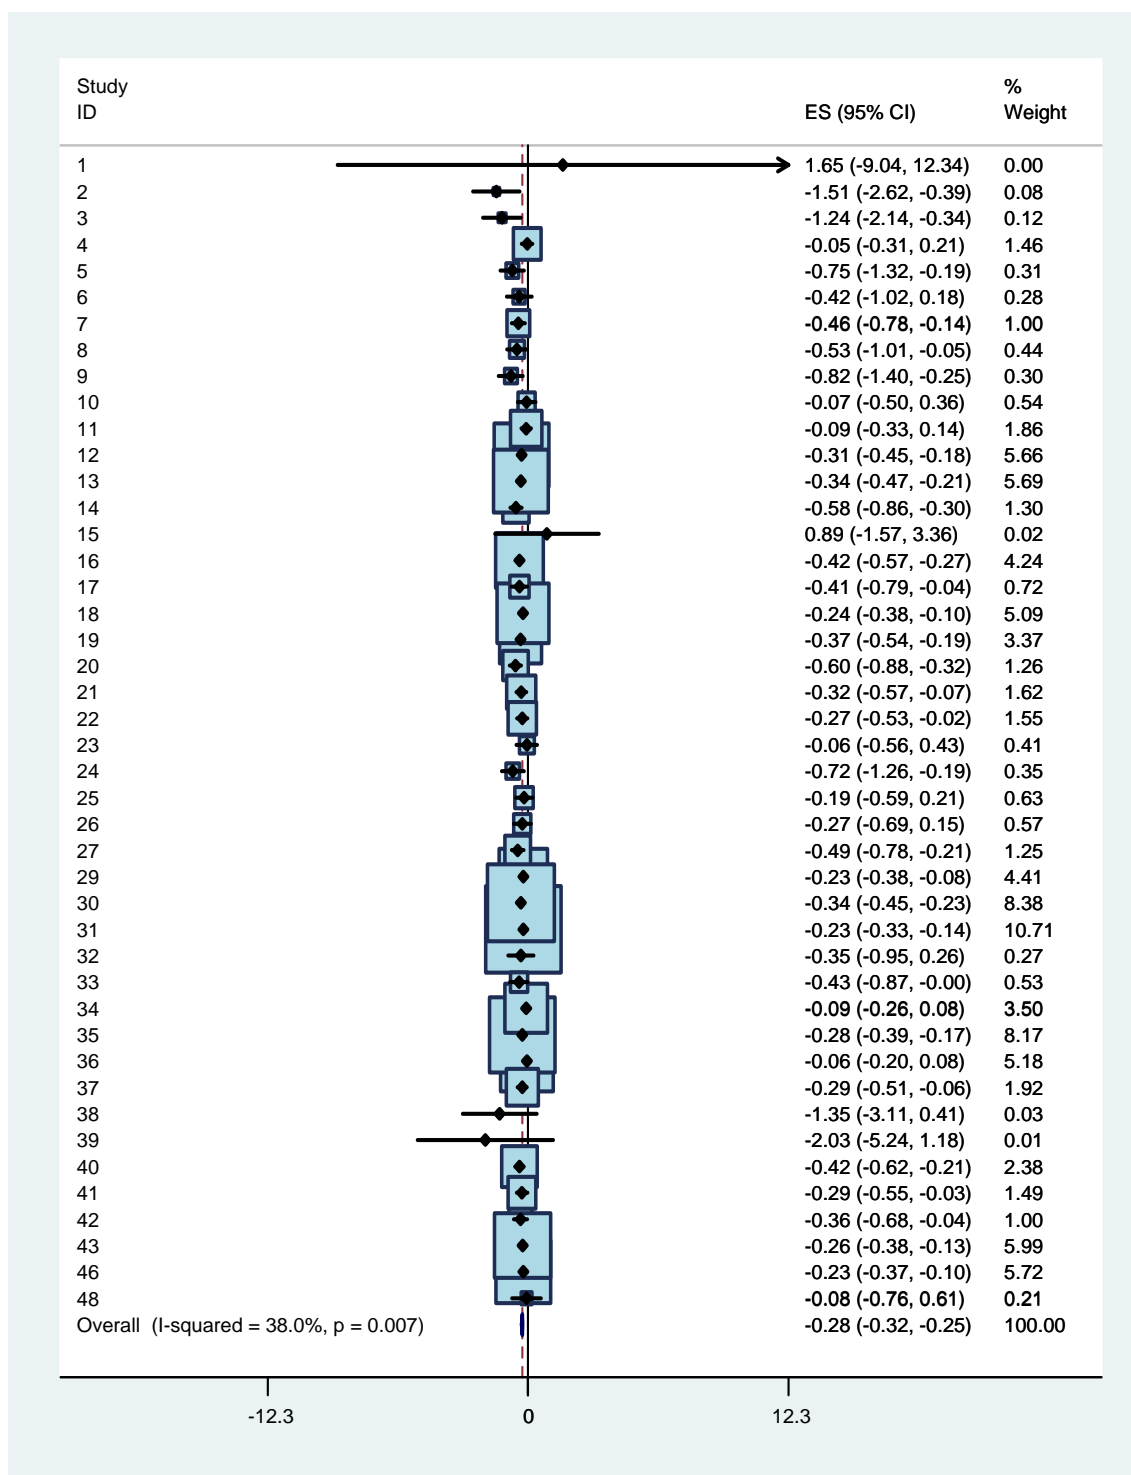 Study %
ID ES (95% CI) Weight
1 1.65 (-9.04, 12.34) 0.00
2 -1.51 (-2.62, -0.39) 0.08
3 -1.24 (-2.14, -0.34) 0.12
4 -0.05 (-0.31, 0.21) 1.46
5 -0.75 (-1.32, -0.19) 0.31
6 -0.42 (-1.02, 0.18) 0.28
7 -0.46 (-0.78, -0.14) 1.00
8 -0.53 (-1.01, -0.05) 0.44
9 -0.82 (-1.40, -0.25) 0.30
10 -0.07 (-0.50, 0.36) 0.54
11 -0.09 (-0.33, 0.14) 1.86
12 -0.31 (-0.45, -0.18) 5.66
13 -0.34 (-0.47, -0.21) 5.69
14 -0.58 (-0.86, -0.30) 1.30
15 0.89 (-1.57, 3.36) 0.02
16 -0.42 (-0.57, -0.27) 4.24
17 -0.41 (-0.79, -0.04) 0.72
18 -0.24 (-0.38, -0.10) 5.09
19 -0.37 (-0.54, -0.19) 3.37
20 -0.60 (-0.88, -0.32) 1.26
21 -0.32 (-0.57, -0.07) 1.62
22 -0.27 (-0.53, -0.02) 1.55
23 -0.06 (-0.56, 0.43) 0.41
24 -0.72 (-1.26, -0.19) 0.35
25 -0.19 (-0.59, 0.21) 0.63
26 -0.27 (-0.69, 0.15) 0.57
27 -0.49 (-0.78, -0.21) 1.25
29 -0.23 (-0.38, -0.08) 4.41
30 -0.34 (-0.45, -0.23) 8.38
31 -0.23 (-0.33, -0.14) 10.71
32 -0.35 (-0.95, 0.26) 0.27
33 -0.43 (-0.87, -0.00) 0.53
34 -0.09 (-0.26, 0.08) 3.50
35 -0.28 (-0.39, -0.17) 8.17
36 -0.06 (-0.20, 0.08) 5.18
37 -0.29 (-0.51, -0.06) 1.92
38 -1.35 (-3.11, 0.41) 0.03
39 -2.03 (-5.24, 1.18) 0.01
40 -0.42 (-0.62, -0.21) 2.38
41 -0.29 (-0.55, -0.03) 1.49
42 -0.36 (-0.68, -0.04) 1.00
43 -0.26 (-0.38, -0.13) 5.99
46 -0.23 (-0.37, -0.10) 5.72
48 -0.08 (-0.76, 0.61) 0.21
Overall (I-squared = 38.0%, p = 0.007) -0.28 (-0.32, -0.25) 100.00
-12.3 0 12.3